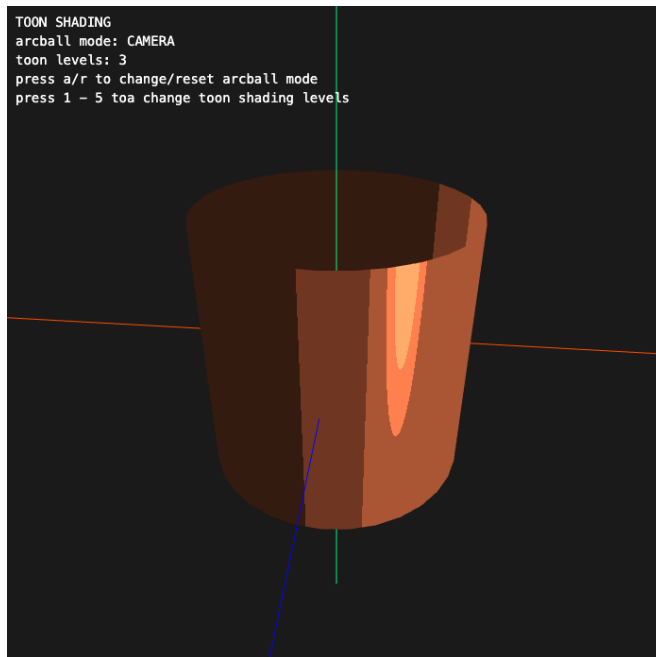 TOON SHADING
arcball mode: CAMERA
toon levels: 3
press a/r to change/reset arcball mode
press 1 - 5 toa change toon shading levels